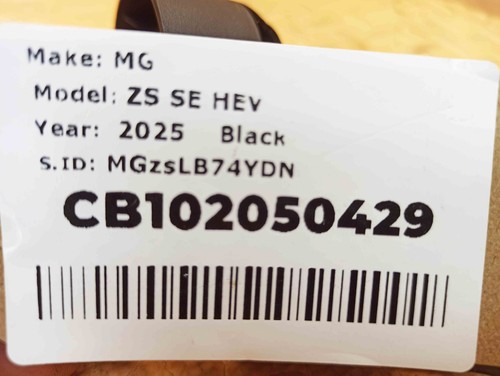 Make: MG
Model: ZS SE HEV
Year: 2025 Black
S.ID: MGzsLB74YDN
CB102050429